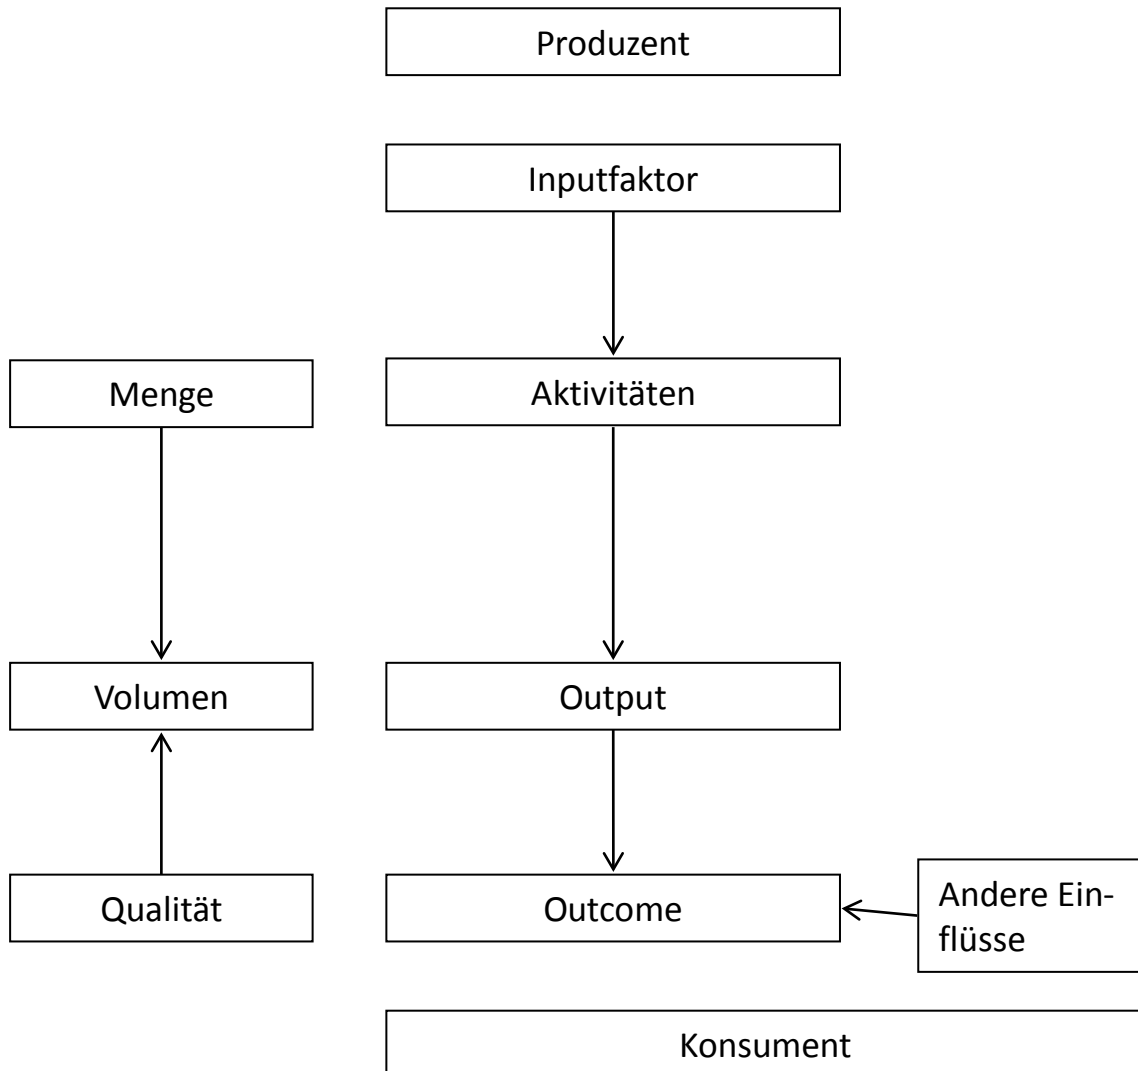 Produzent
Inputfaktor
Menge
Aktivitäten
Volumen
Output
Qualität
Outcome
Andere Ein-
flüsse
Konsument